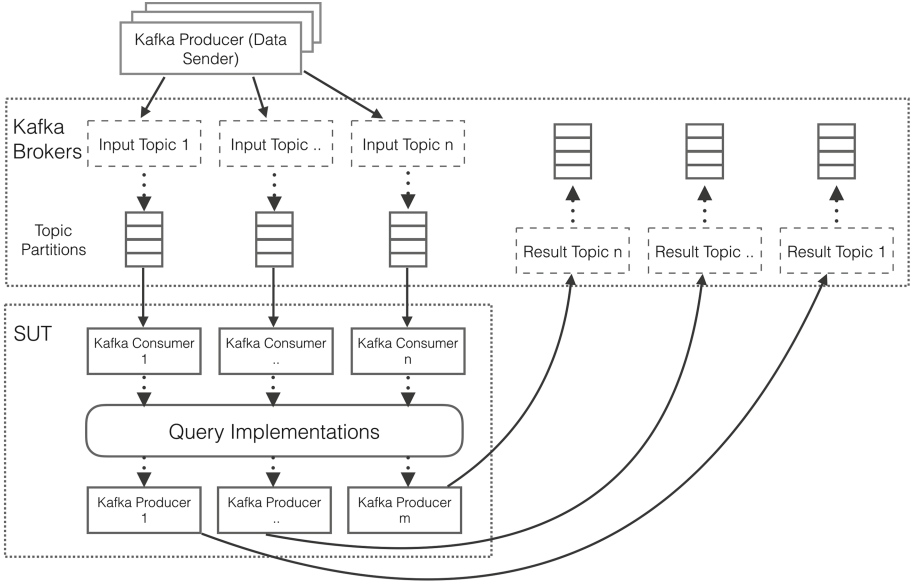 Kafka Producer (Data
Sender)
Kafka
Brokers
Input Topic 1
Input Topic ..
Input Topic n
Topic
Partitions
Result Topic n
Result Topic ..
Result Topic 1
SUT
Kafka Consumer
1
Kafka Consumer
..
Kafka Consumer
n
Query Implementations
Kafka Producer
1
Kafka Producer
..
Kafka Producer
m